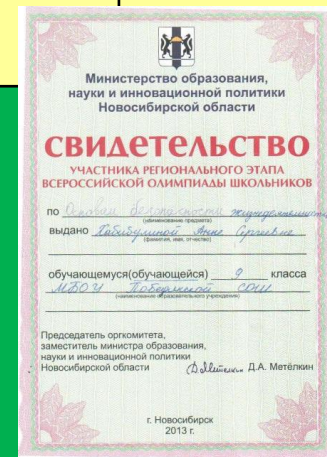 Министерство образования,
науки и инновационной политики
Новосибирской области
СВИДЕТЕЛЬСТВО
УЧАСТНИКА РЕГИОНАЛЬНОГО ЭТАПА
ВСЕРОССИЙСКОЙ ОЛИМПИАДЫ ШКОЛЬНИКОВ
по Основам безопасности жизнедеятельности
(наименование предмета)
выдано Хабибулиной Анне Сергеевне
(фамилия, имя, отчество)
обучающемуся(обучающейся) 9 класса
МБОУ СОШ
(наименование образовательного учреждения)
Председатель оргкомитета,
заместитель министра образования,
науки и инновационной политики
Новосибирской области Д.А. Метёлкин
г. Новосибирск
2013 г.